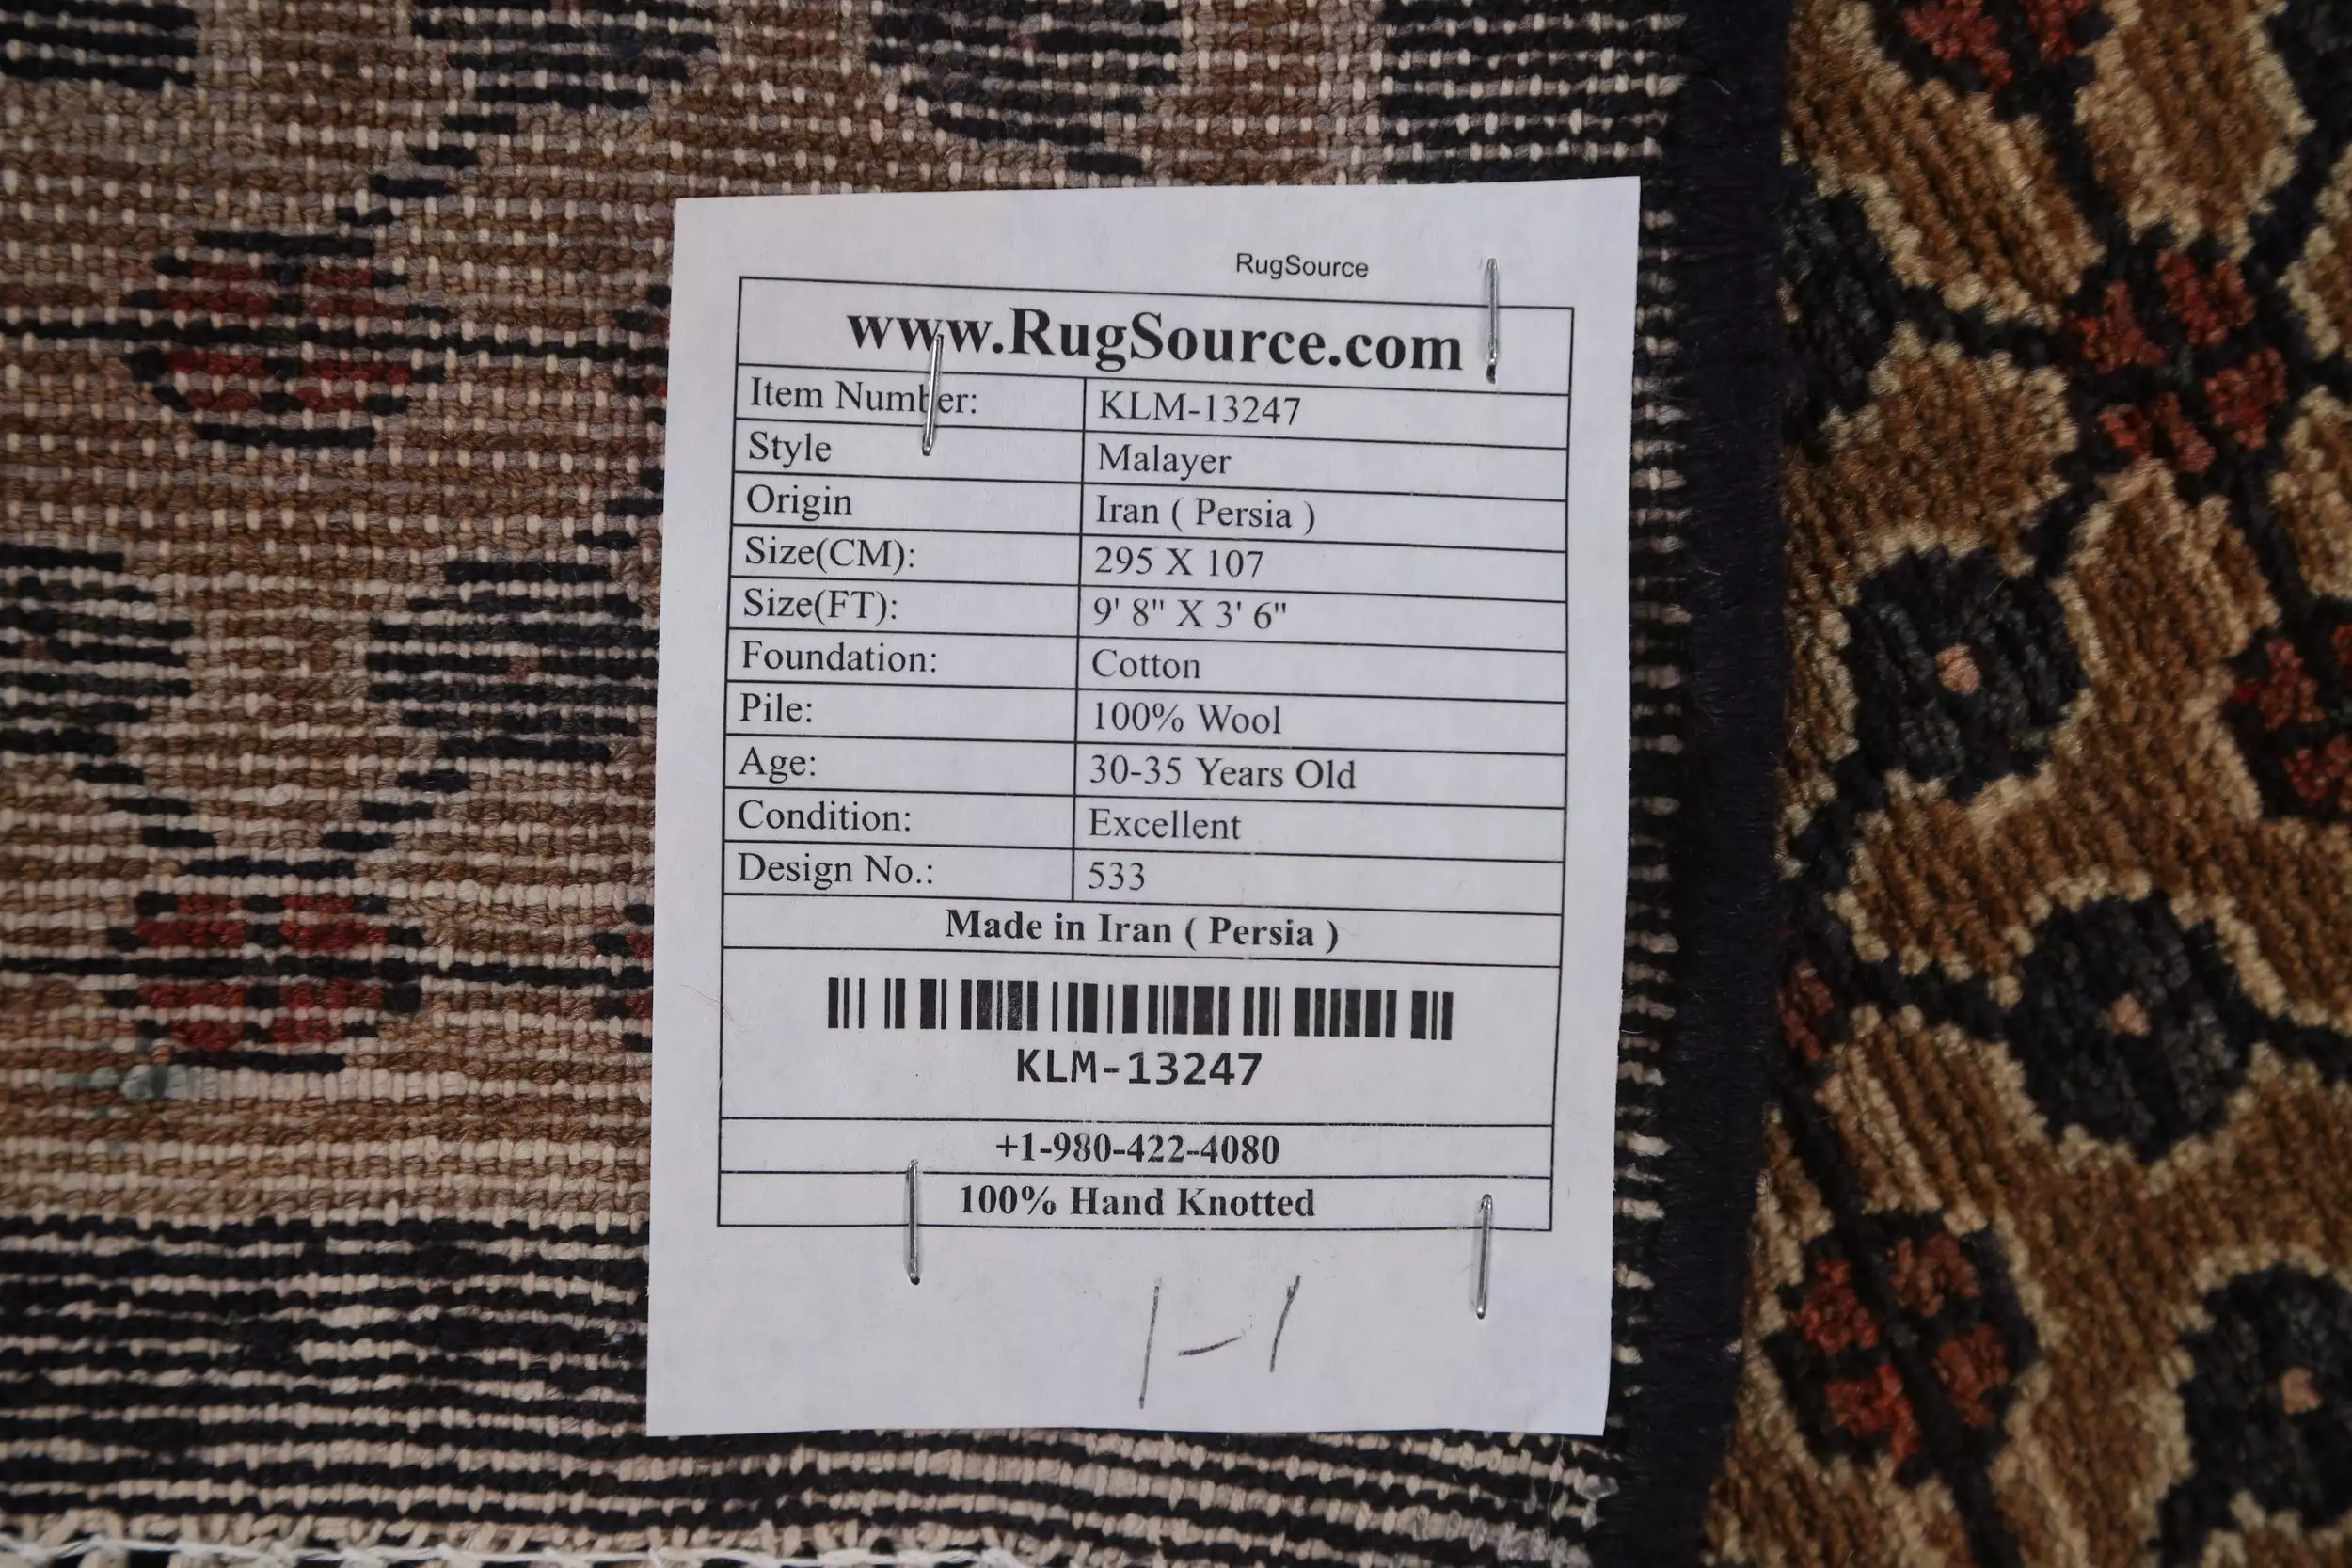 RugSource
www.RugSource.com
Item Number: KLM-13247
Style Malayer
Origin Iran ( Persia )
Size(CM): 295 X 107
Size(FT): 9' 8" X 3' 6"
Foundation: Cotton
Pile: 100% Wool
Age: 30-35 Years Old
Condition: Excellent
Design No.: 533
Made in Iran ( Persia )
KLM-13247
+1-980-422-4080
100% Hand Knotted
1-1